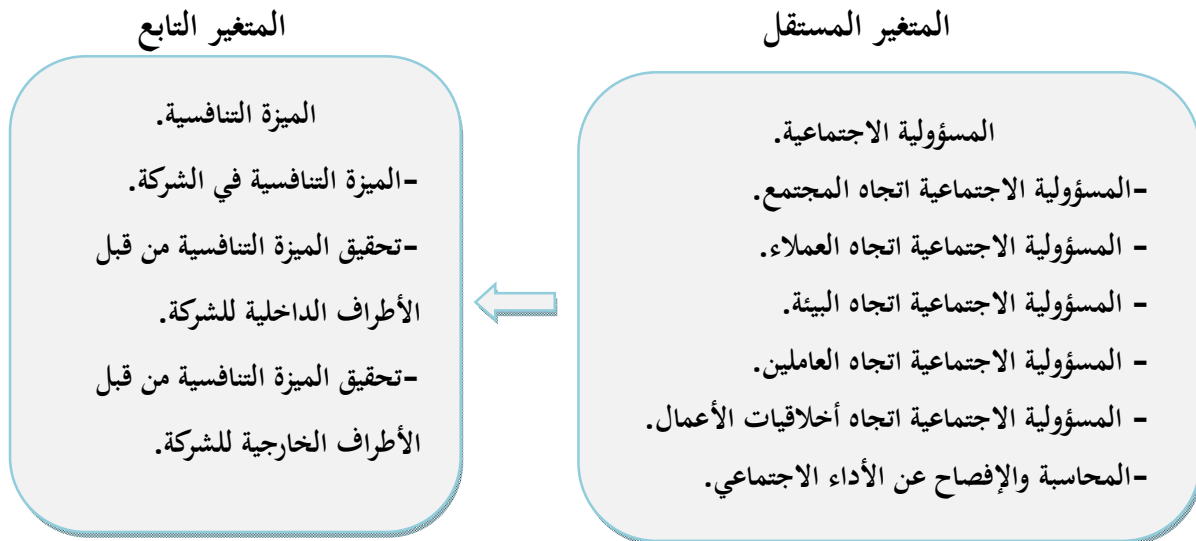 المتغير المستقل
المسؤولية الاجتماعية.
-المسؤولية الاجتماعية اتجاه المجتمع.
- المسؤولية الاجتماعية اتجاه العملاء.
- المسؤولية الاجتماعية اتجاه البيئة.
- المسؤولية الاجتماعية اتجاه العاملين.
- المسؤولية الاجتماعية اتجاه أخلاقيات الأعمال.
-المحاسبة والإفصاح عن الأداء الاجتماعي.
المتغير التابع
الميزة التنافسية.
-الميزة التنافسية في الشركة.
-تحقيق الميزة التنافسية من قبل
الأطراف الداخلية للشركة.
-تحقيق الميزة التنافسية من قبل
الأطراف الخارجية للشركة.